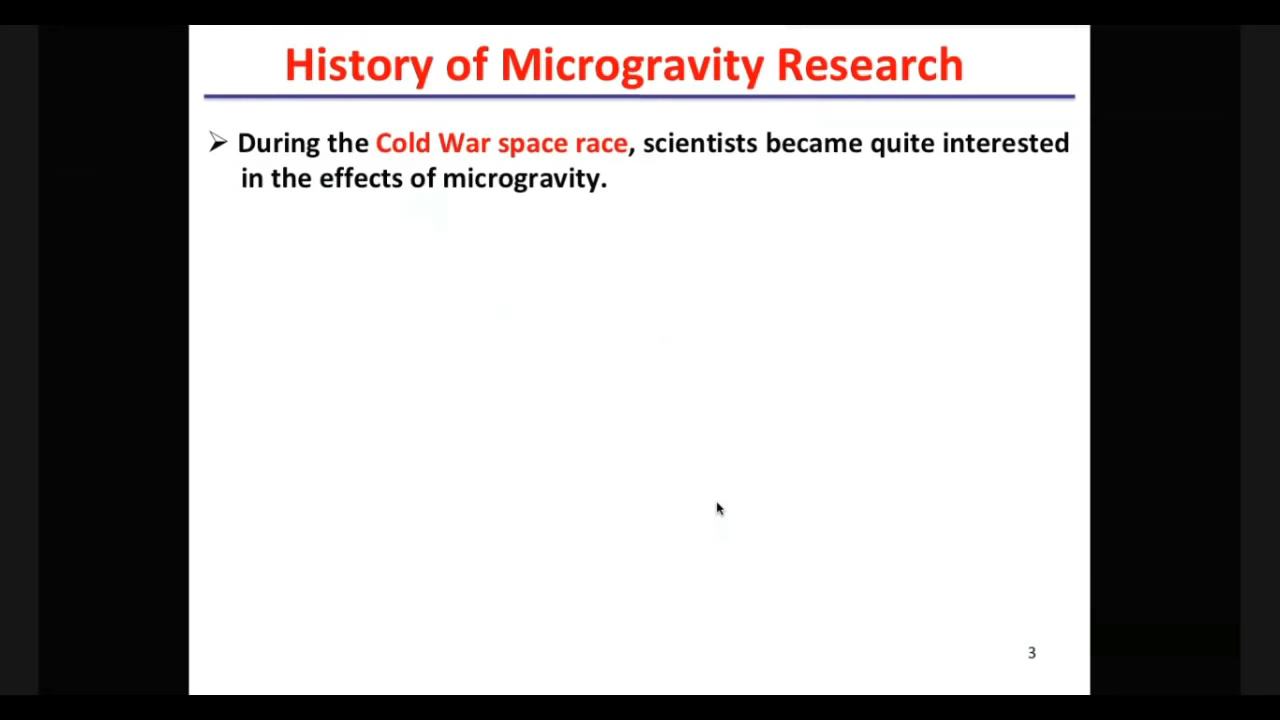 History of Microgravity Research
➢ During the Cold War space race, scientists became quite interested
in the effects of microgravity.
3